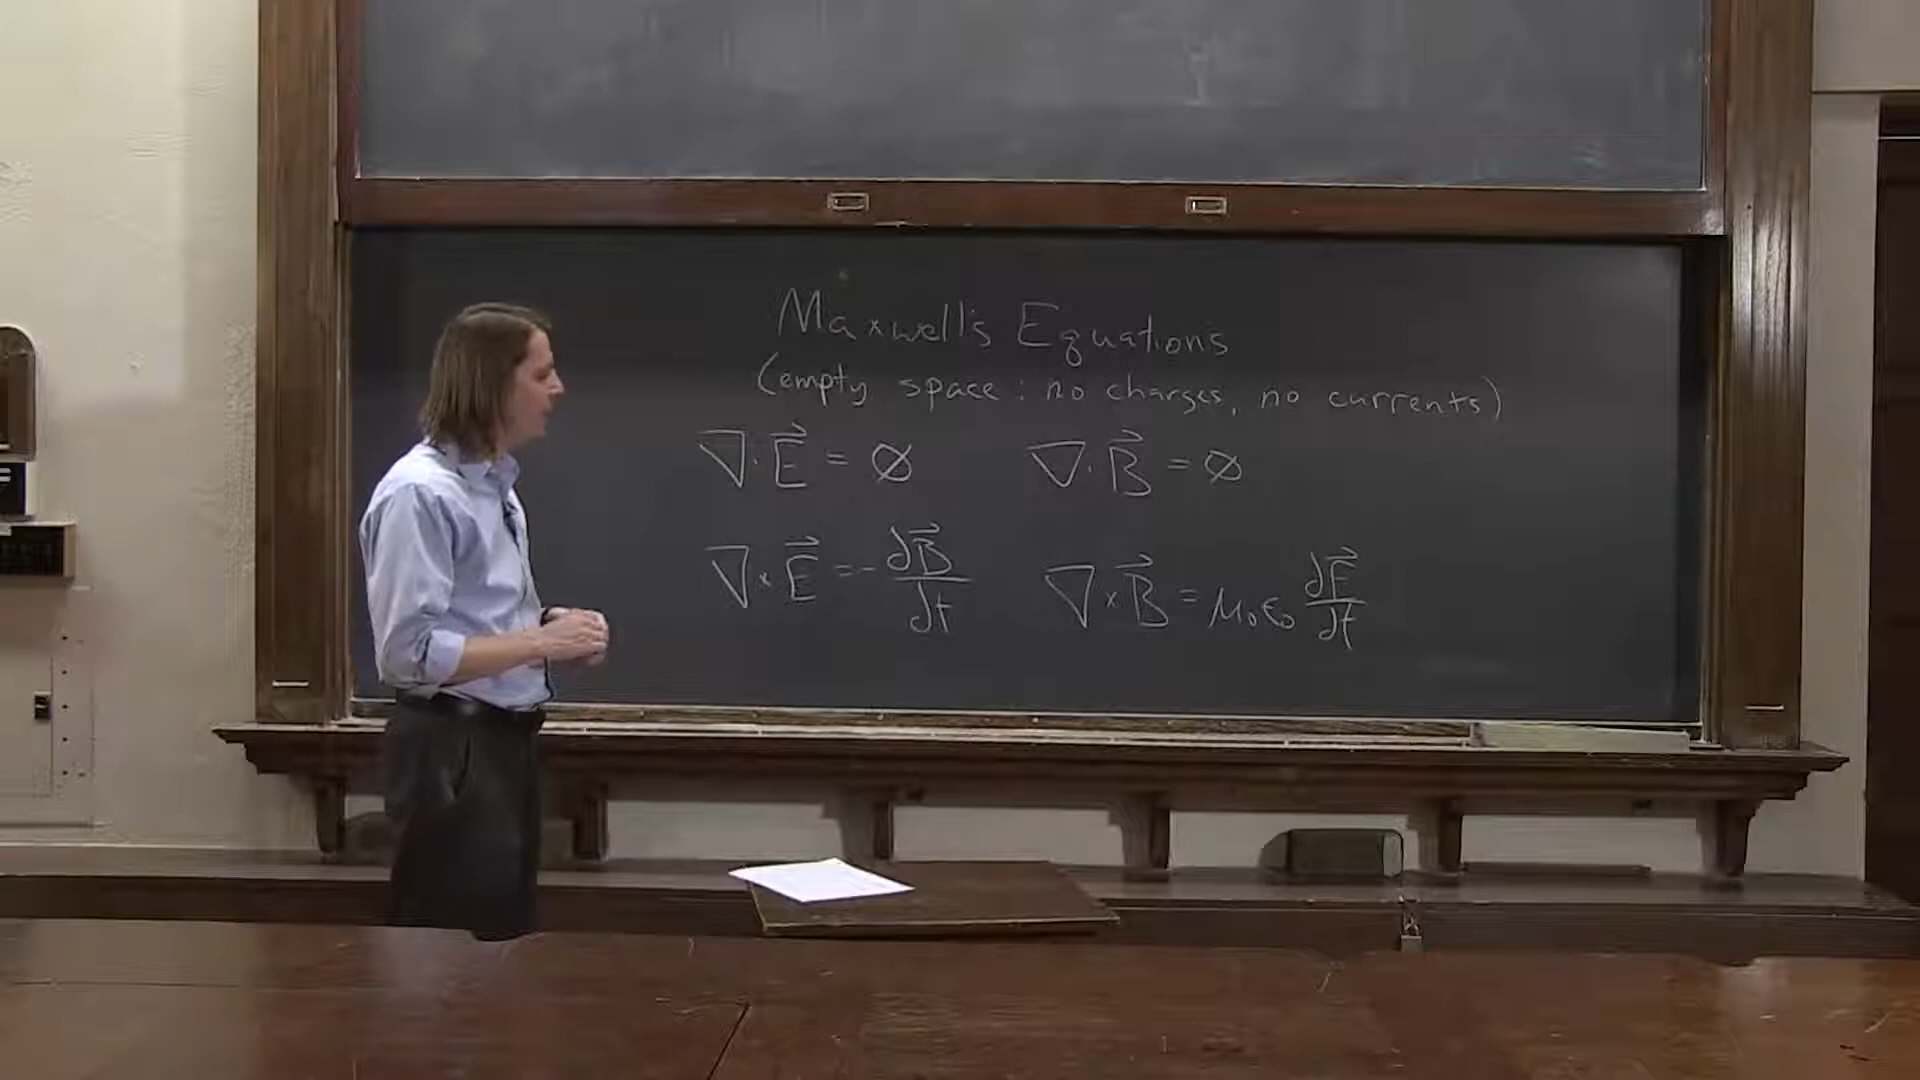 Maxwell's Equations
(empty space: no charges, no currents)
∇·E⃗ = ∅   ∇·B⃗ = ∅
∇×E⃗ = -∂B⃗/∂t   ∇×B⃗ = μ₀ε₀ ∂E⃗/∂t